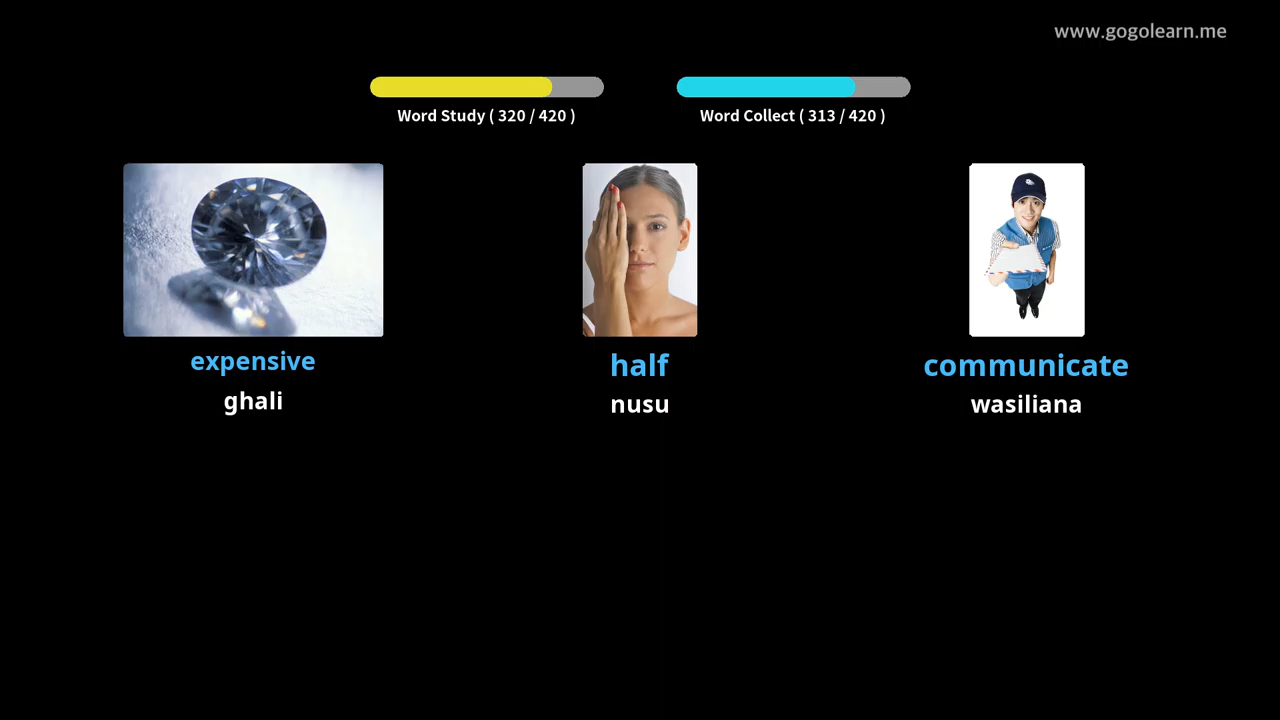 www.gogolearn.me
Word Study ( 320 / 420 )
Word Collect ( 313 / 420 )
expensive
ghali
half
nusu
communicate
wasiliana